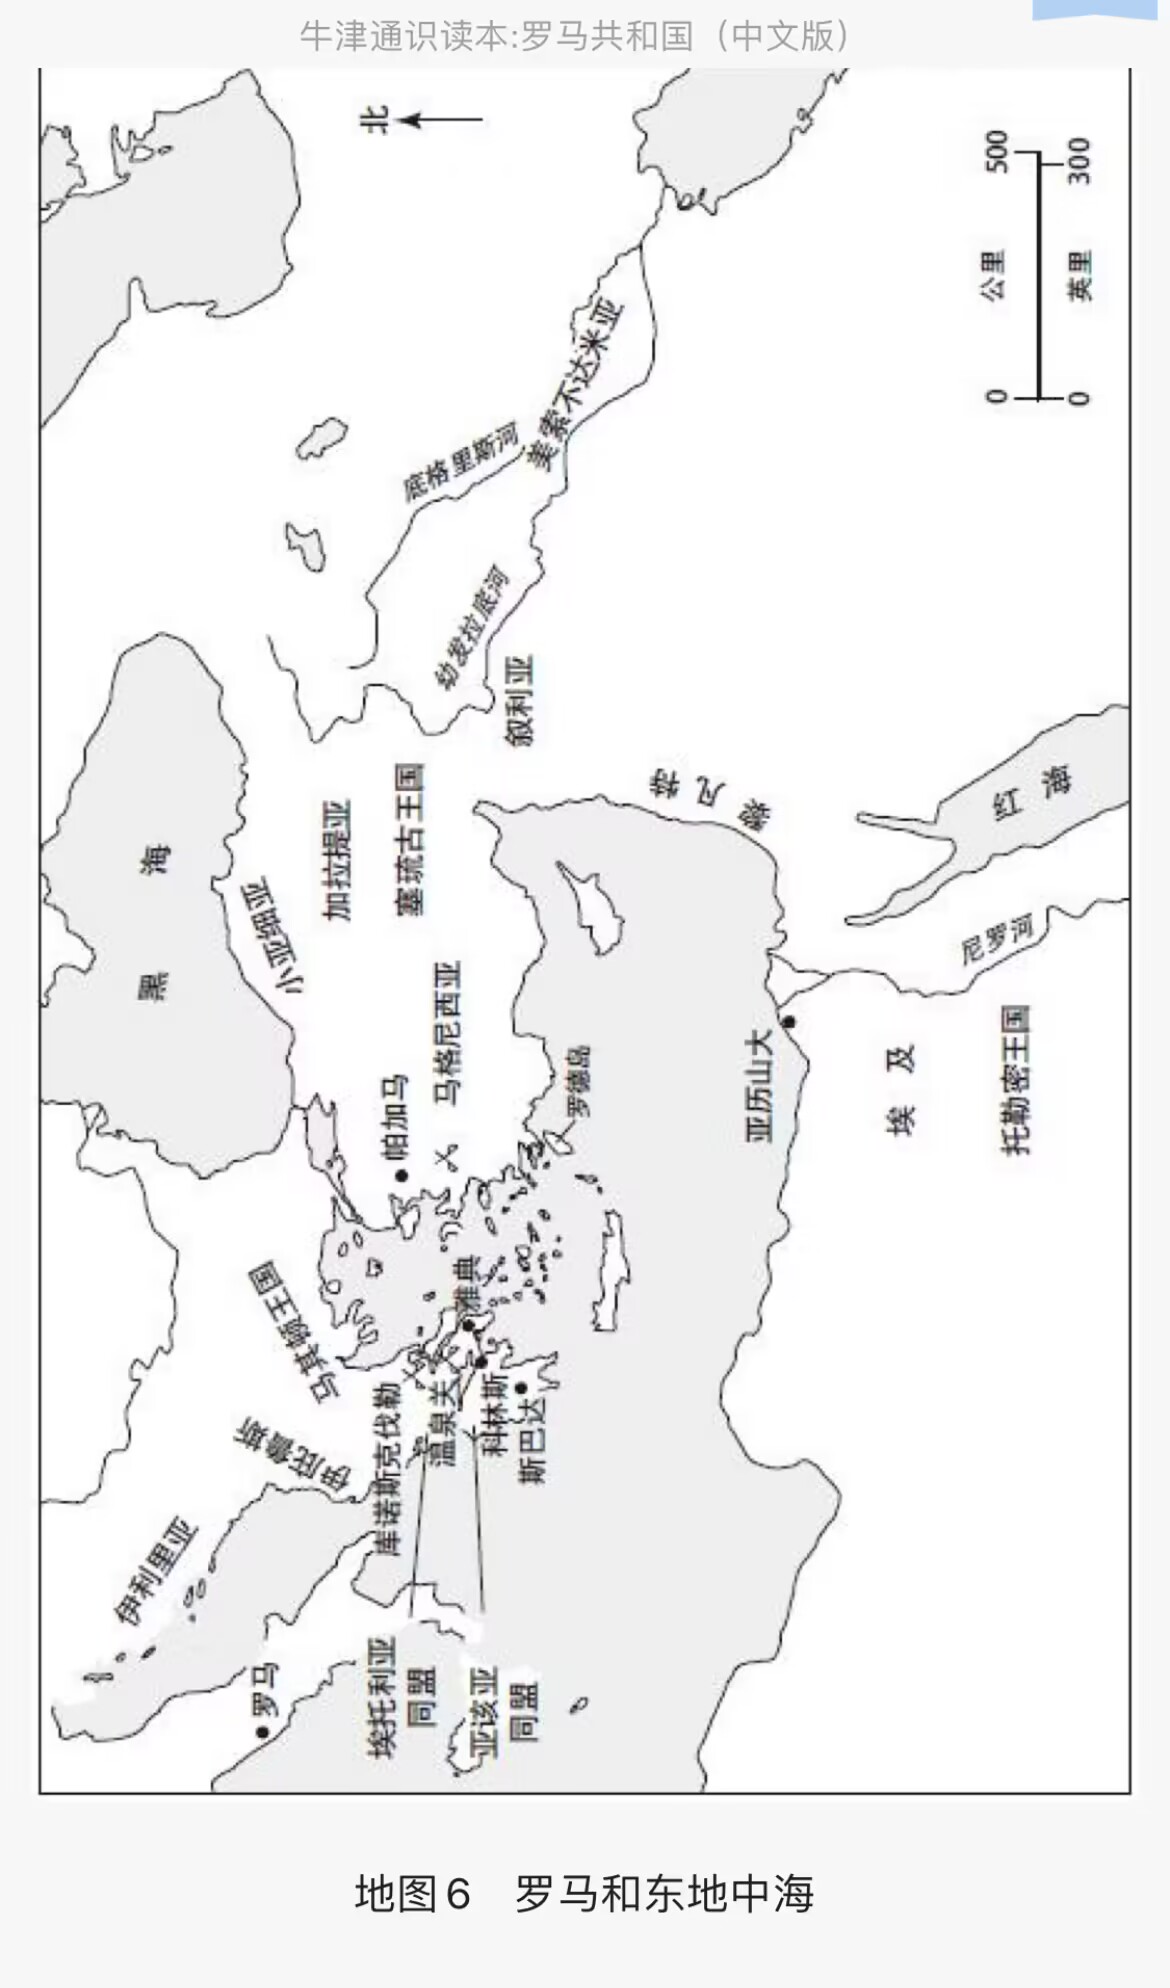 地图6 罗马和东地中海
伊利里亚
黑 海
罗马
伊庇鲁斯
马其顿王国
小亚细亚
加拉提亚
埃托利亚
同盟
库诺斯克伐勒
帕加马
塞琉古王国
北
温泉关
马格尼西亚
底格里斯河
幼发拉底河
亚该亚
同盟
雅典
科林斯
斯巴达
叙利亚
美索不达米亚
罗德岛
黎凡特
亚历山大
埃 及
尼罗河
托勒密王国
红 海
0 公里 500
0 英里 300
牛津通识读本:罗马共和国（中文版）